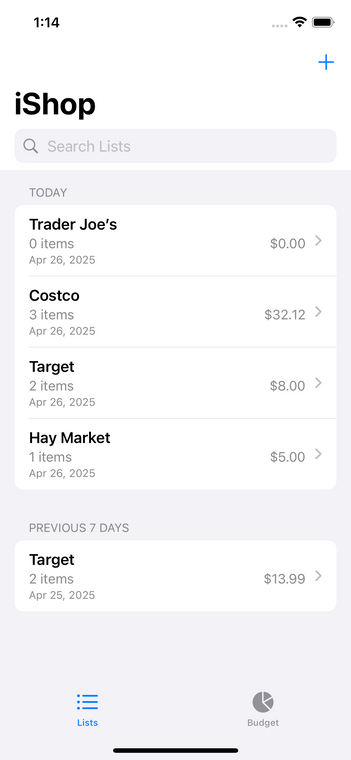 1:14
iShop
Search Lists
TODAY
Trader Joe's
0 items
$0.00
Apr 26, 2025
Costco
3 items
$32.12
Apr 26, 2025
Target
2 items
$8.00
Apr 26, 2025
Hay Market
1 items
$5.00
Apr 26, 2025
PREVIOUS 7 DAYS
Target
2 items
$13.99
Apr 25, 2025
Lists
Budget